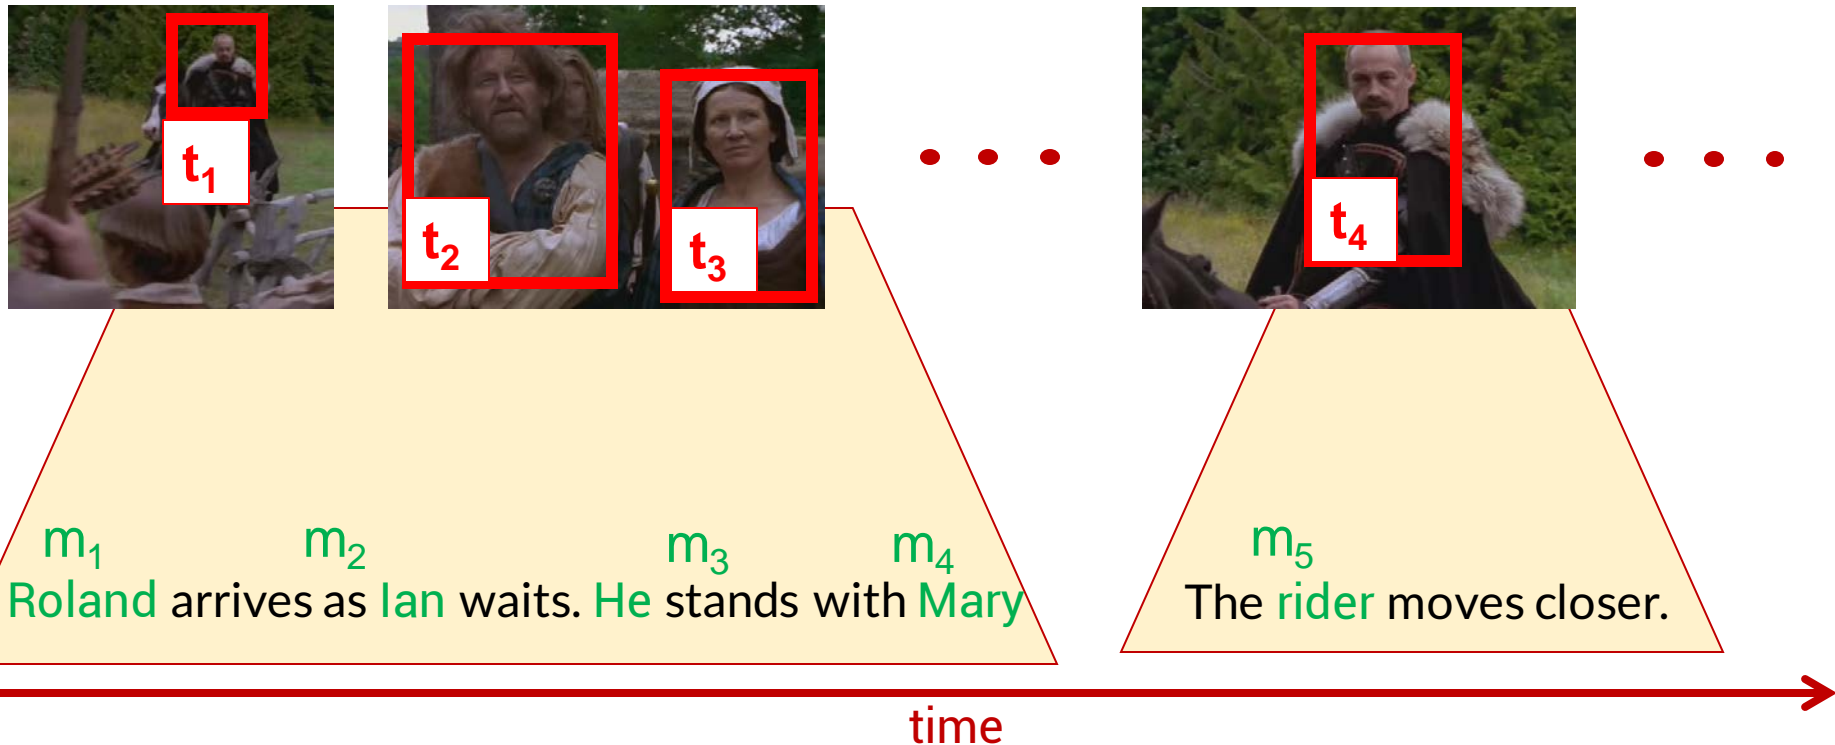 t1
t2
t3
t4
m1 m2 m3 m4 m5
Roland arrives as Ian waits. He stands with Mary
The rider moves closer.
time